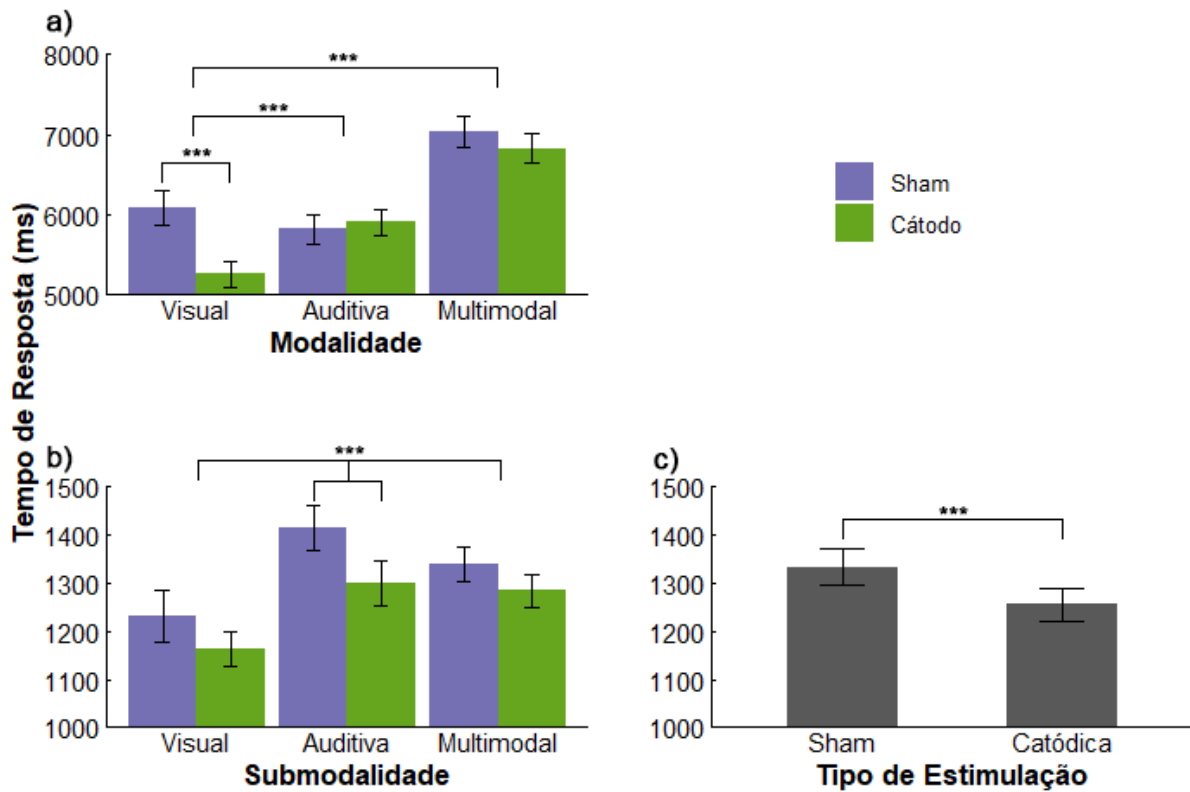 a)
***
***
***
8000
7000
6000
5000
Visual Auditiva Multimodal
Modalidade
Sham
Cátodo
Tempo de Resposta (ms)
b)
***
1500
1400
1300
1200
1100
1000
Visual Auditiva Multimodal
Submodalidade
c)
***
1500
1400
1300
1200
1100
1000
Sham Catódica
Tipo de Estimulação